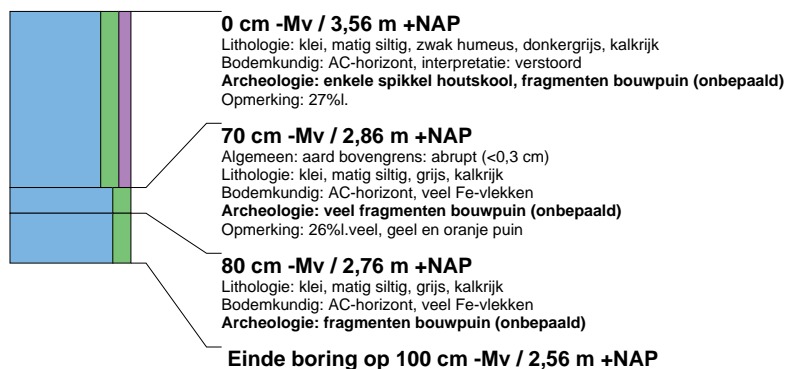 0 cm -Mv / 3,56 m +NAP
Lithologie: klei, matig siltig, zwak humeus, donkergrijs, kalkrijk
Bodemkundig: AC-horizont, interpretatie: verstoord
Archeologie: enkele spikkel houtskool, fragmenten bouwpuin (onbepaald)
Opmerking: 27%l.
70 cm -Mv / 2,86 m +NAP
Algemeen: aard bovengrens: abrupt (<0,3 cm)
Lithologie: klei, matig siltig, grijs, kalkrijk
Bodemkundig: AC-horizont, veel Fe-vlekken
Archeologie: veel fragmenten bouwpuin (onbepaald)
Opmerking: 26%l.veel, geel en oranje puin
80 cm -Mv / 2,76 m +NAP
Lithologie: klei, matig siltig, grijs, kalkrijk
Bodemkundig: AC-horizont, veel Fe-vlekken
Archeologie: fragmenten bouwpuin (onbepaald)
Einde boring op 100 cm -Mv / 2,56 m +NAP